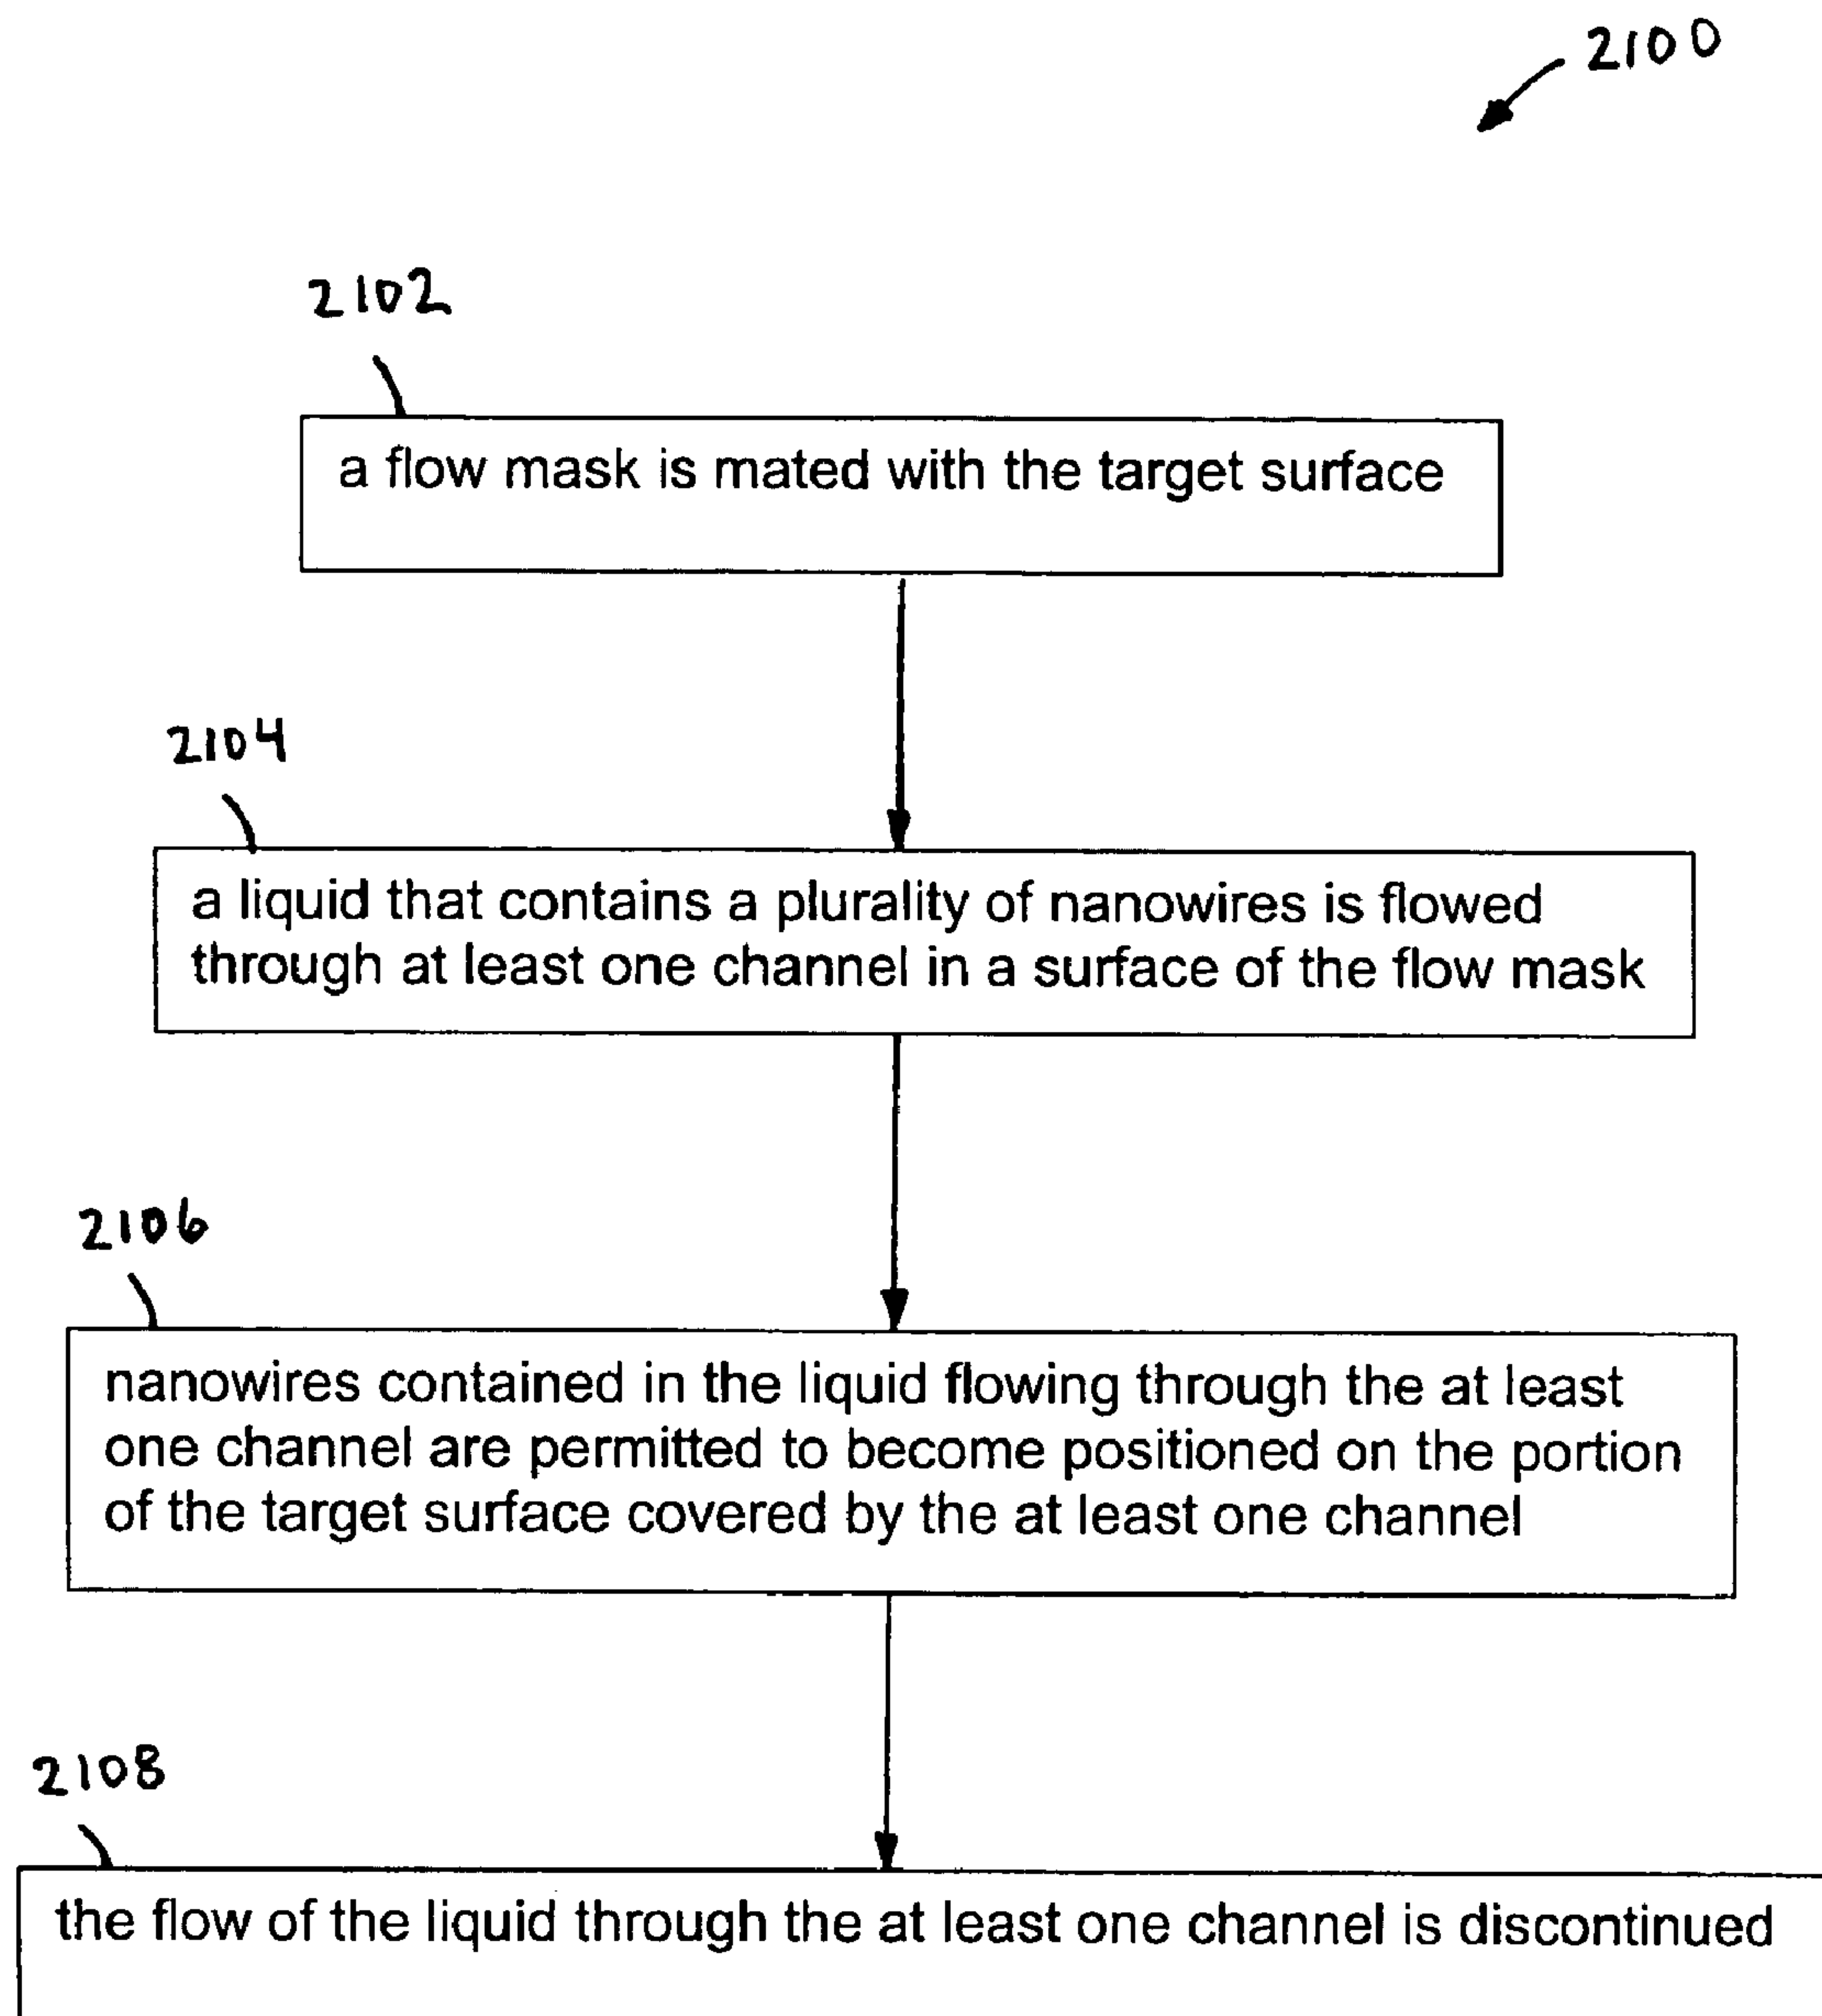 2100
2102
a flow mask is mated with the target surface
2104
a liquid that contains a plurality of nanowires is flowed
through at least one channel in a surface of the flow mask
2106
nanowires contained in the liquid flowing through the at least
one channel are permitted to become positioned on the portion
of the target surface covered by the at least one channel
2108
the flow of the liquid through the at least one channel is discontinued